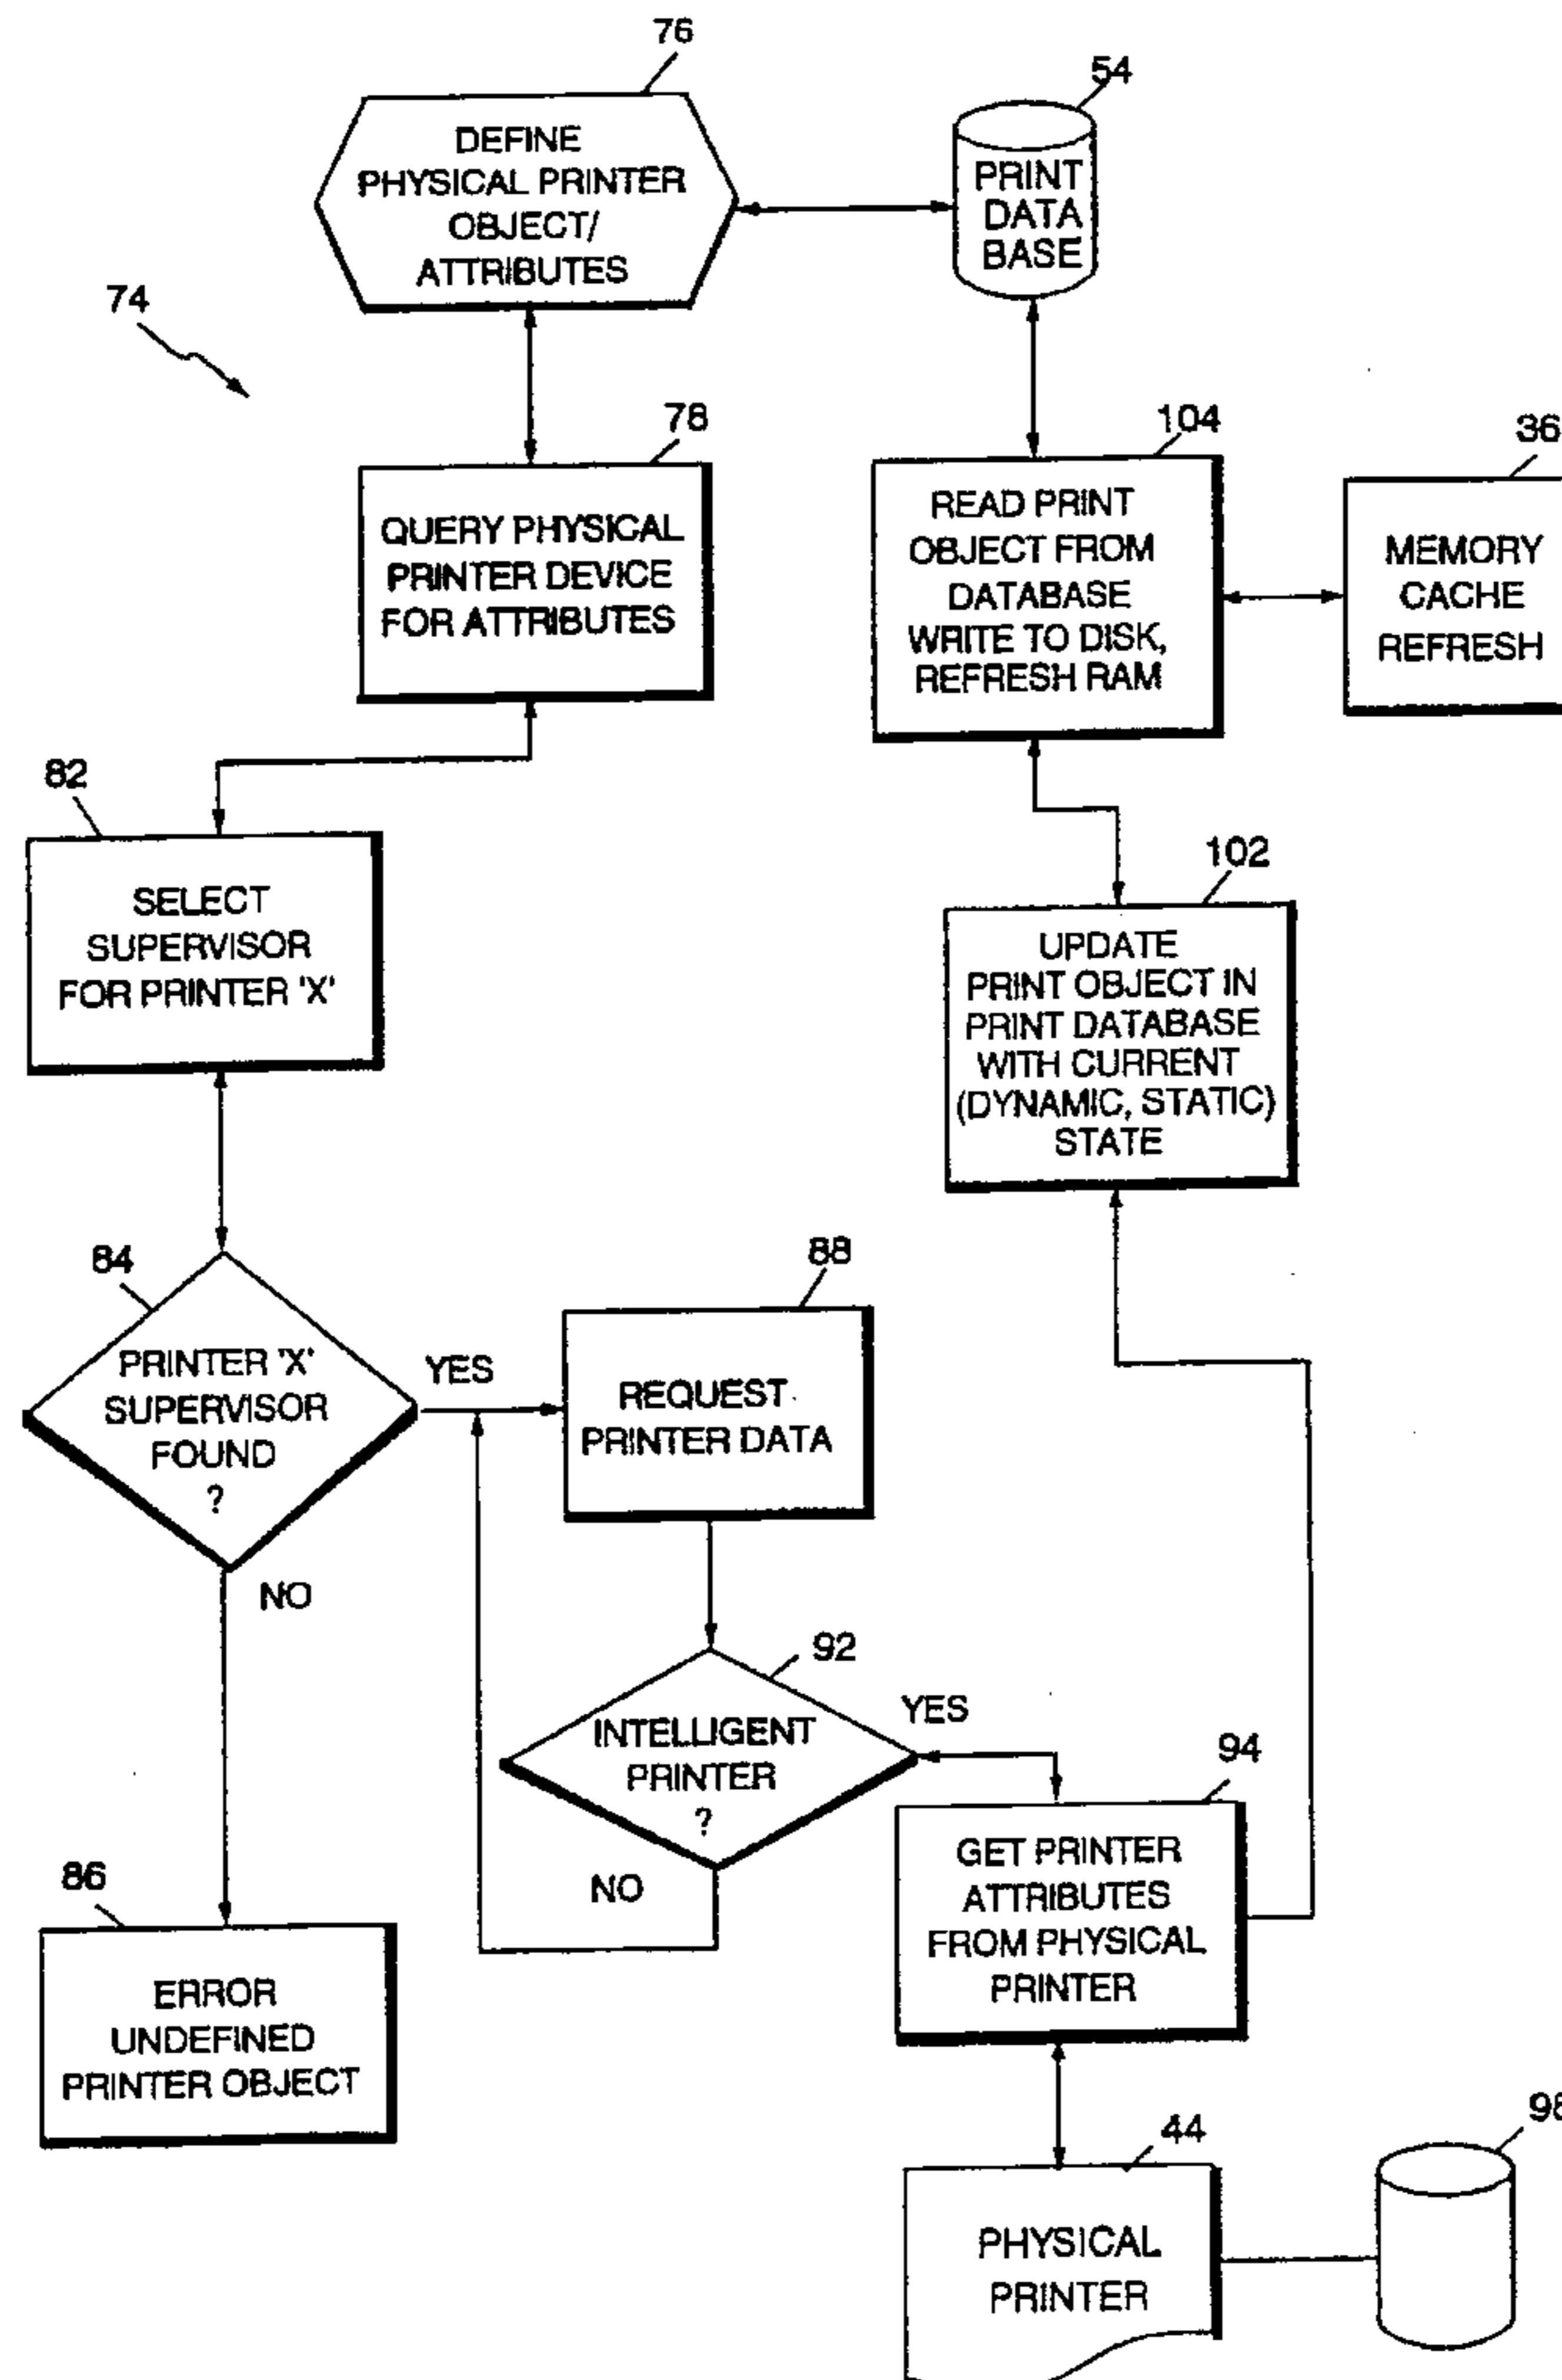 76
DEFINE
PHYSICAL PRINTER
OBJECT/
ATTRIBUTES
54
PRINT
DATA
BASE
74
78
QUERY PHYSICAL
PRINTER DEVICE
FOR ATTRIBUTES
104
READ PRINT
OBJECT FROM
DATABASE
WRITE TO DISK,
REFRESH RAM
36
MEMORY
CACHE
REFRESH
82
SELECT
SUPERVISOR
FOR PRINTER 'X'
102
UPDATE
PRINT OBJECT IN
PRINT DATABASE
WITH CURRENT
(DYNAMIC, STATIC)
STATE
84
PRINTER 'X'
SUPERVISOR
FOUND
?
YES
NO
88
REQUEST
PRINTER DATA
92
INTELLIGENT
PRINTER
?
YES
NO
94
GET PRINTER
ATTRIBUTES
FROM PHYSICAL
PRINTER
86
ERROR
UNDEFINED
PRINTER OBJECT
44
PHYSICAL
PRINTER
98